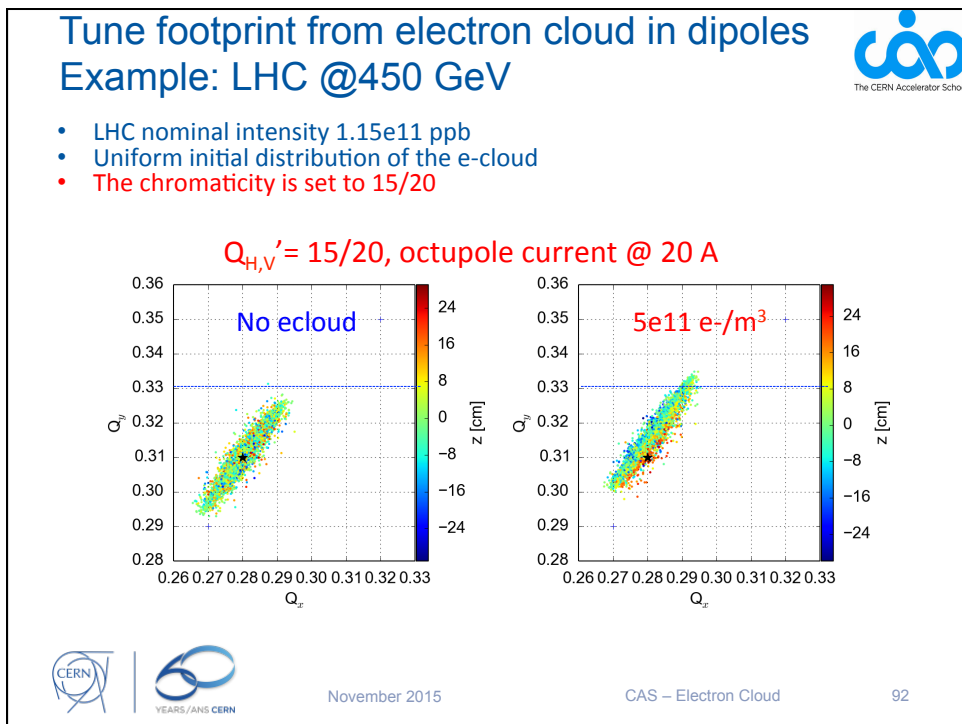 Tune footprint from electron cloud in dipoles
Example: LHC @450 GeV
The CERN Accelerator School
• LHC nominal intensity 1.15e11 ppb
• Uniform initial distribution of the e-cloud
• The chromaticity is set to 15/20
Q_H,V'= 15/20, octupole current @ 20 A
No ecloud
0.36
0.35
0.34
0.33
0.32
0.31
0.30
0.29
0.28
Q_y
0.26 0.27 0.28 0.29 0.30 0.31 0.32 0.33
Q_x
24
16
8
0
−8
−16
−24
z [cm]
5e11 e-/m³
0.36
0.35
0.34
0.33
0.32
0.31
0.30
0.29
0.28
Q_y
0.26 0.27 0.28 0.29 0.30 0.31 0.32 0.33
Q_x
24
16
8
0
−8
−16
−24
z [cm]
CERN
60
YEARS/ANS CERN
November 2015
CAS – Electron Cloud
92